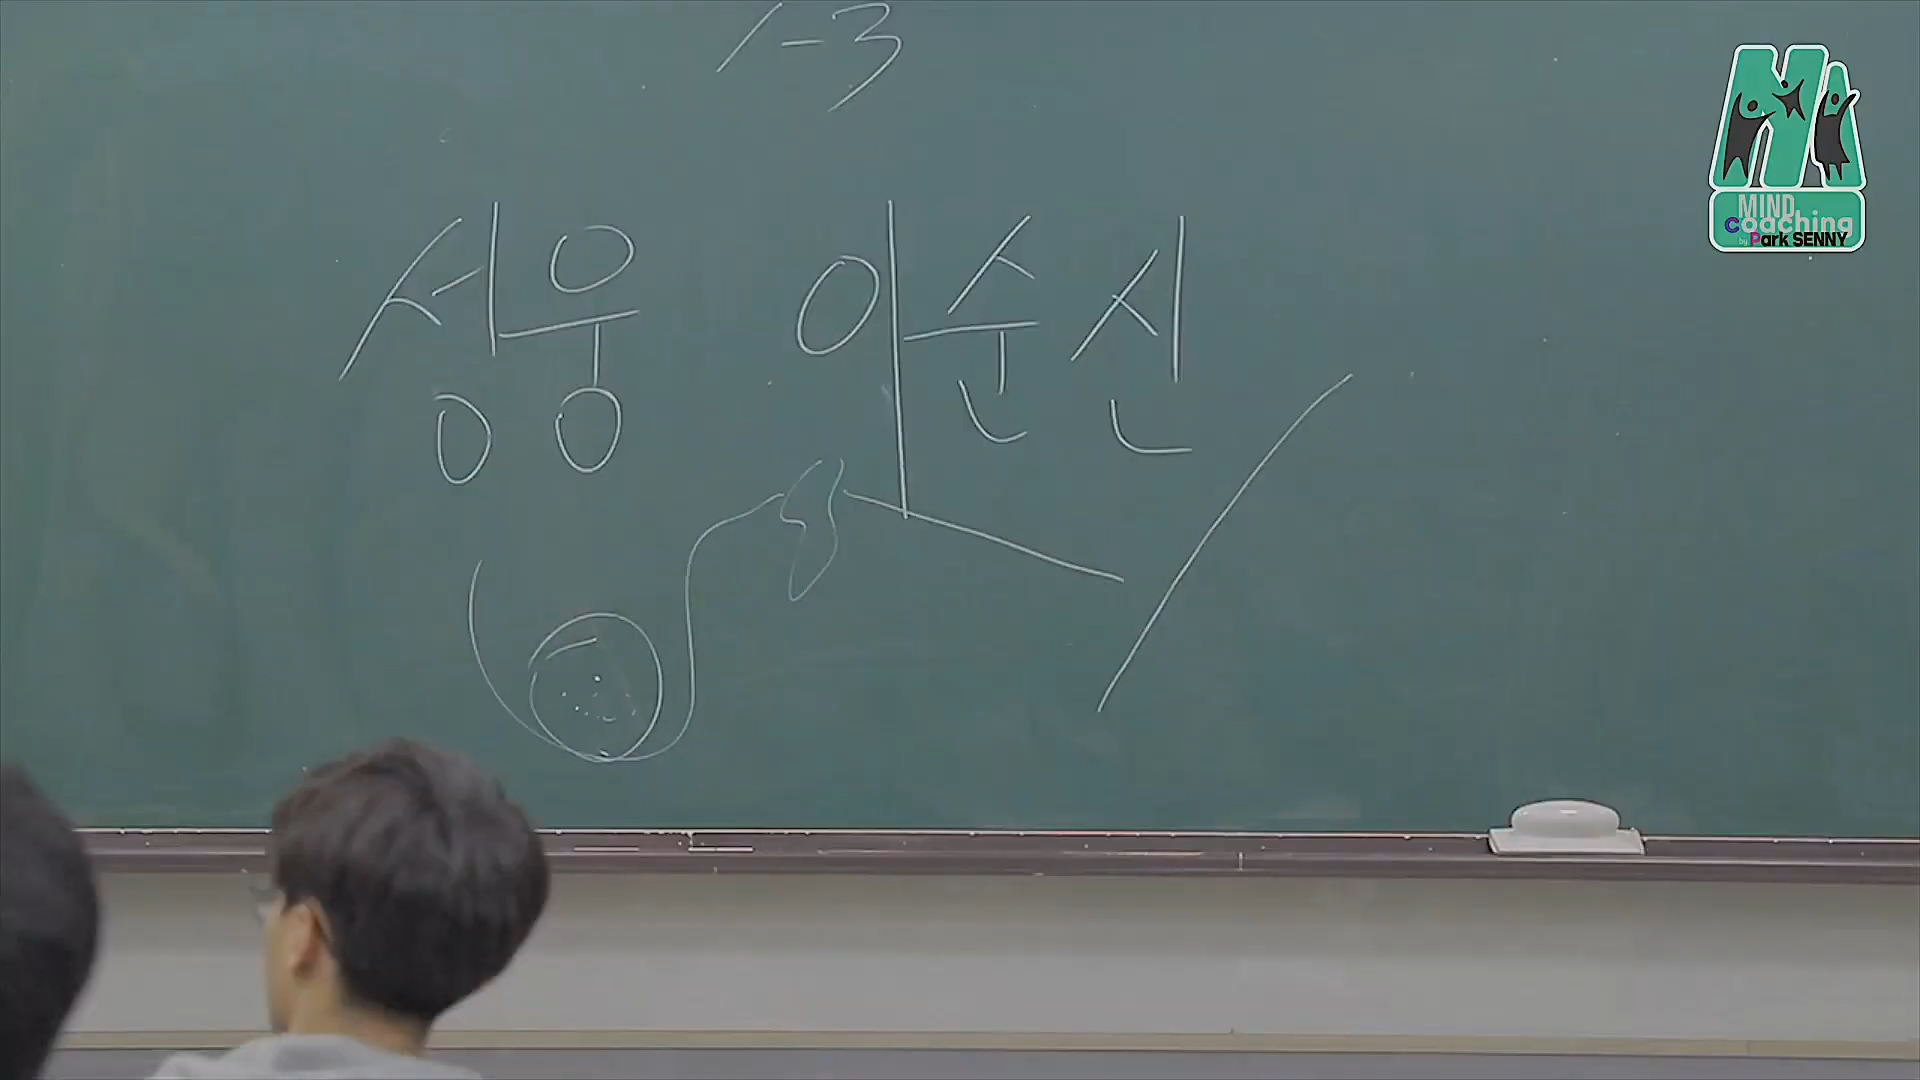 1-3
성웅 이순신
MIND
coaching
by Park SENNY